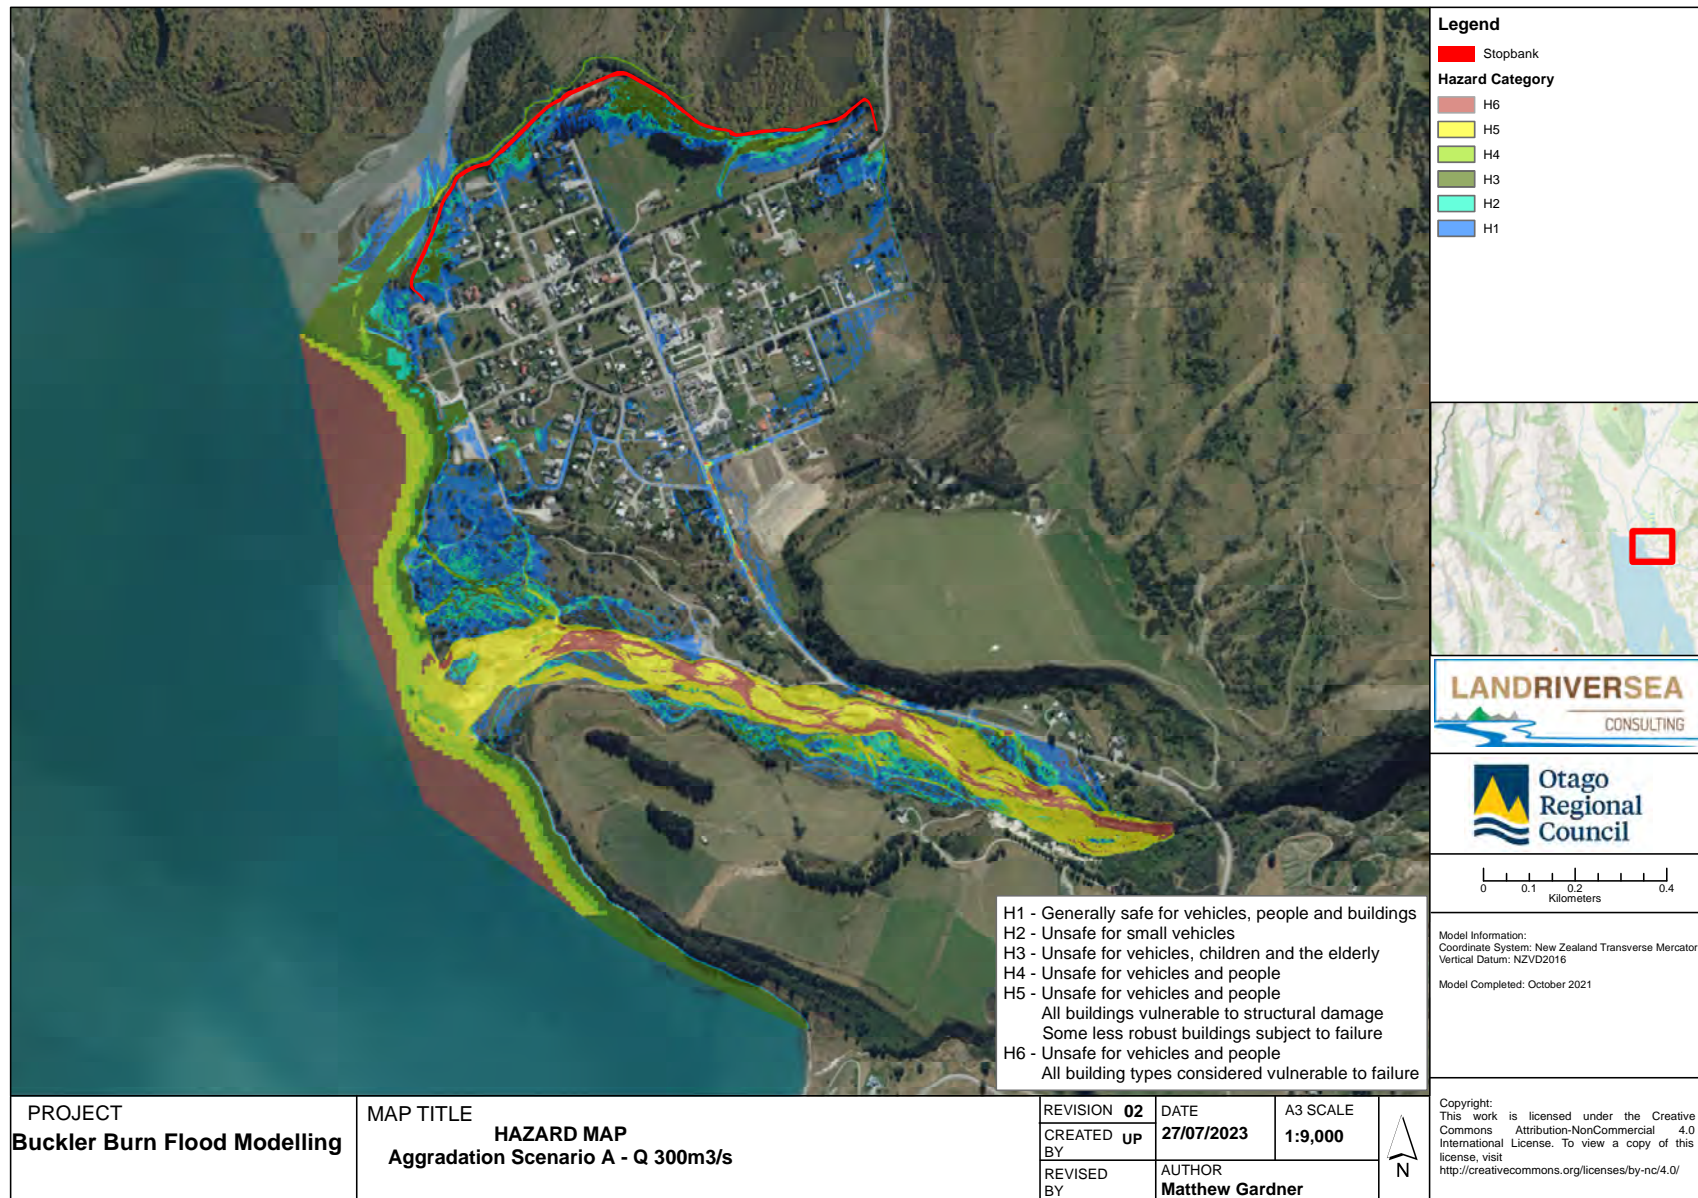 Legend
Stopbank
Hazard Category
H6
H5
H4
H3
H2
H1
LANDRIVERSEA
CONSULTING
Otago
Regional
Council
0 0.1 0.2 0.4
Kilometers
Model Information:
Coordinate System: New Zealand Transverse Mercator
Vertical Datum: NZVD2016
Model Completed: October 2021
H1 - Generally safe for vehicles, people and buildings
H2 - Unsafe for small vehicles
H3 - Unsafe for vehicles, children and the elderly
H4 - Unsafe for vehicles and people
H5 - Unsafe for vehicles and people
All buildings vulnerable to structural damage
Some less robust buildings subject to failure
H6 - Unsafe for vehicles and people
All building types considered vulnerable to failure
PROJECT
Buckler Burn Flood Modelling
MAP TITLE
HAZARD MAP
Aggradation Scenario A - Q 300m3/s
REVISION 02
CREATED BY UP
REVISED BY
DATE
27/07/2023
A3 SCALE
1:9,000
AUTHOR
Matthew Gardner
N
Copyright:
This work is licensed under the Creative
Commons Attribution-NonCommercial 4.0
International License. To view a copy of this
license, visit
http://creativecommons.org/licenses/by-nc/4.0/